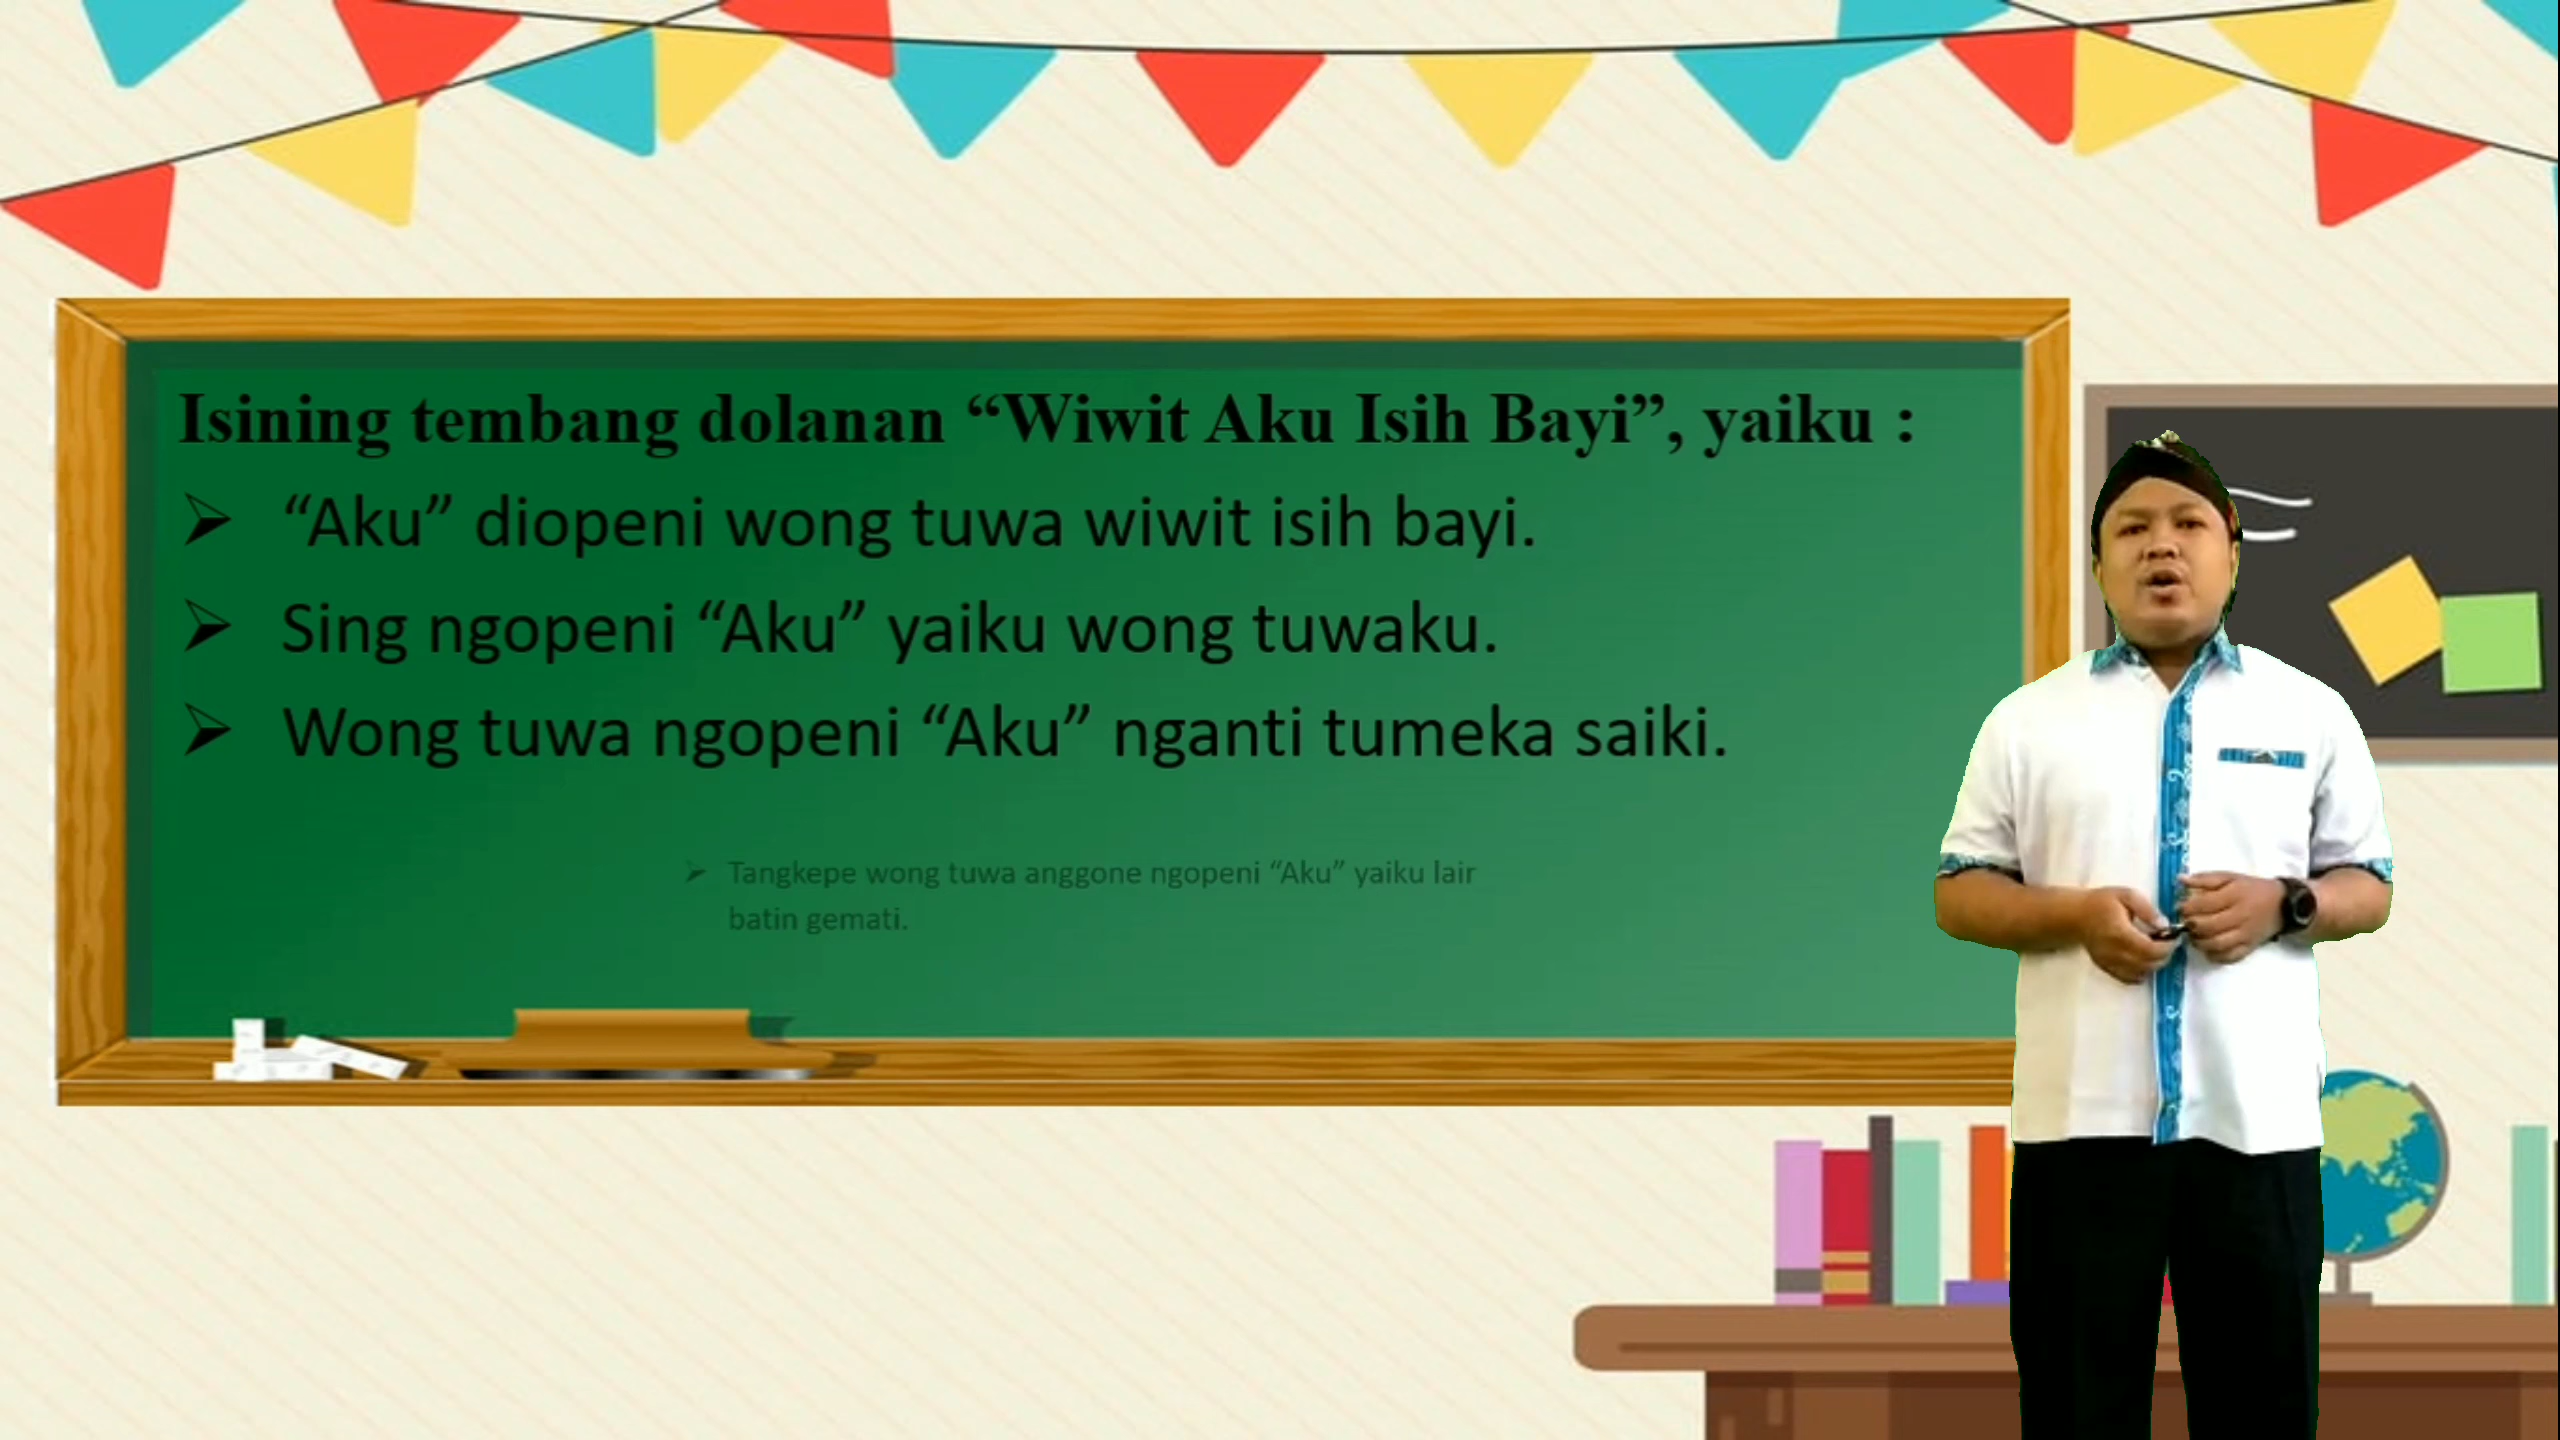 Isining tembang dolanan “Wiwit Aku Isih Bayi”, yaiku :
➢ “Aku” diopeni wong tuwa wiwit isih bayi.
➢ Sing ngopeni “Aku” yaiku wong tuwaku.
➢ Wong tuwa ngopeni “Aku” nganti tumeka saiki.
➢ Tangkepe wong tuwa anggone ngopeni “Aku” yaiku lair
batin gemati.